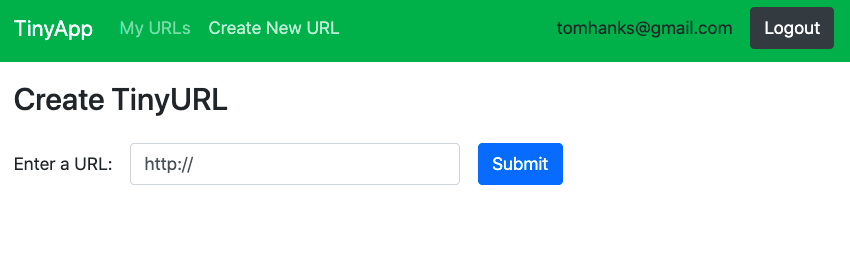 TinyApp My URLs Create New URL tomhanks@gmail.com Logout
Create TinyURL
Enter a URL: http:// Submit